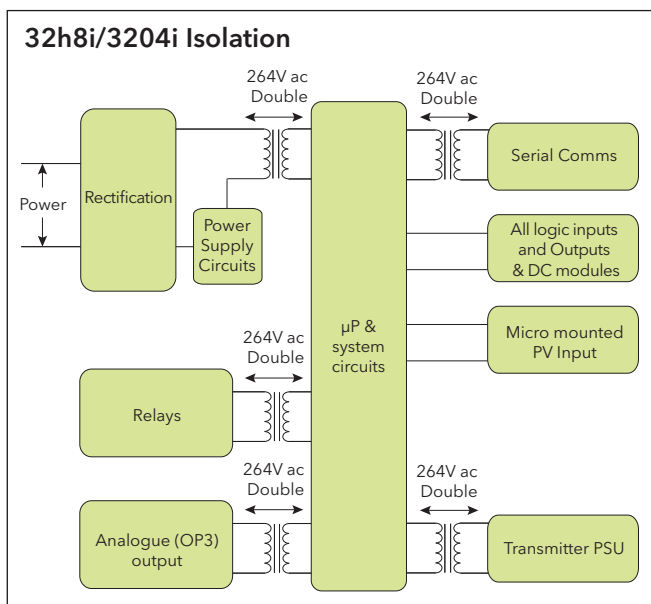 32h8i/3204i Isolation
264V ac
Double
264V ac
Double
Rectification
Power
Power
Supply
Circuits
Serial Comms
All logic inputs
and Outputs
& DC modules
µP &
system
circuits
Micro mounted
PV Input
264V ac
Double
Relays
264V ac
Double
Analogue (OP3)
output
264V ac
Double
Transmitter PSU